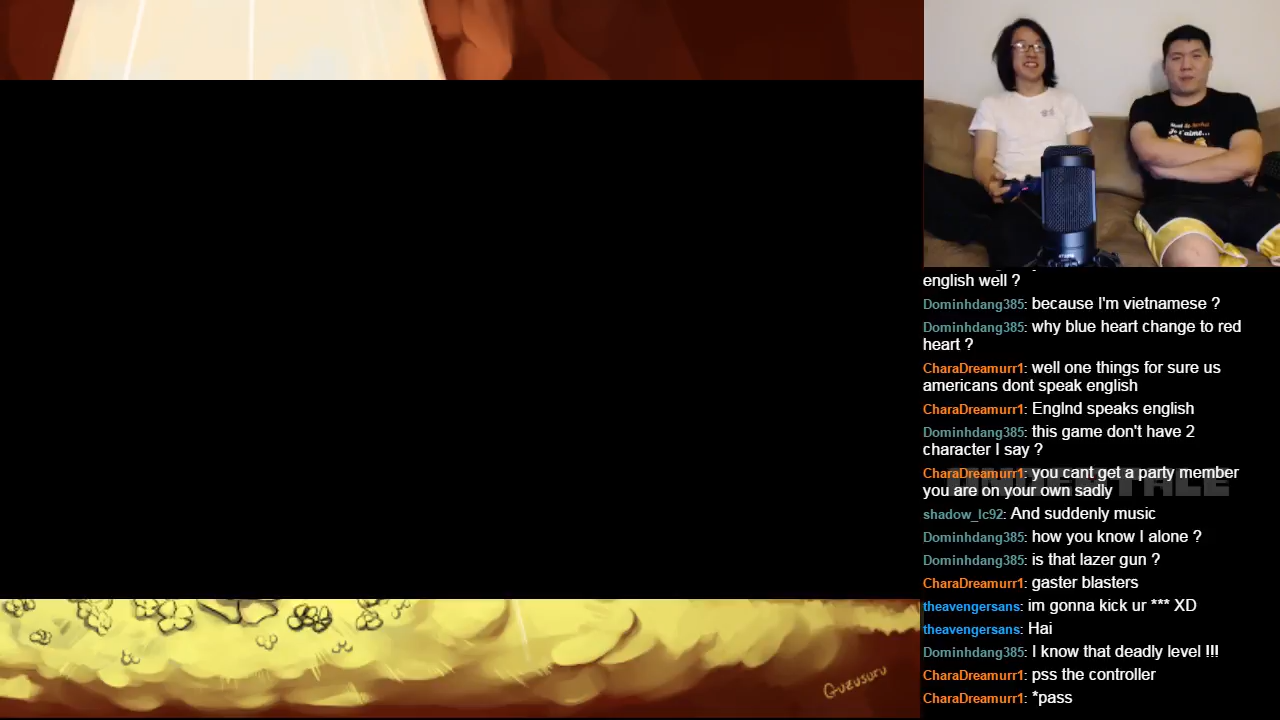 english well ?
Dominhdang385: because I'm vietnamese ?
Dominhdang385: why blue heart change to red
heart ?
CharaDreamurr1: well one things for sure us
americans dont speak english
CharaDreamurr1: Englnd speaks english
Dominhdang385: this game don't have 2
character I say ?
CharaDreamurr1: you cant get a party member
you are on your own sadly
UNDERTALE
shadow_lc92: And suddenly music
Dominhdang385: how you know I alone ?
Dominhdang385: is that lazer gun ?
CharaDreamurr1: gaster blasters
theavengersans: im gonna kick ur *** XD
theavengersans: Hai
Dominhdang385: I know that deadly level !!!
CharaDreamurr1: pss the controller
CharaDreamurr1: *pass
Guzusuru